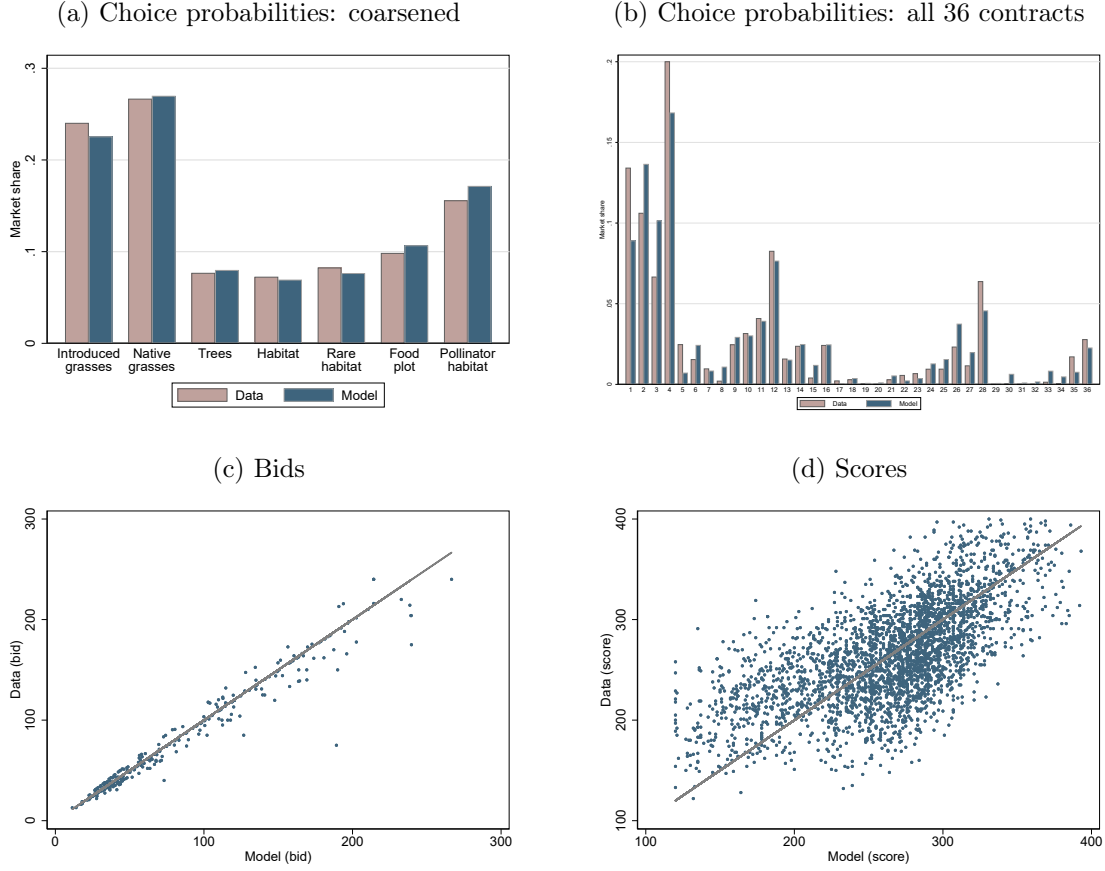 (a) Choice probabilities: coarsened
Market share
.3
.2
.1
0
Introduced grasses
Native grasses
Trees
Habitat
Rare habitat
Food plot
Pollinator habitat
Data Model
(b) Choice probabilities: all 36 contracts
Market share
.2
.15
.1
.05
0
1 2 3 4 5 6 7 8 9 10 11 12 13 14 15 16 17 18 19 20 21 22 23 24 25 26 27 28 29 30 31 32 33 34 35 36
Data Model
(c) Bids
Data (bid)
300
200
100
0
0 100 200 300
Model (bid)
(d) Scores
Data (score)
400
300
200
100
100 200 300 400
Model (score)